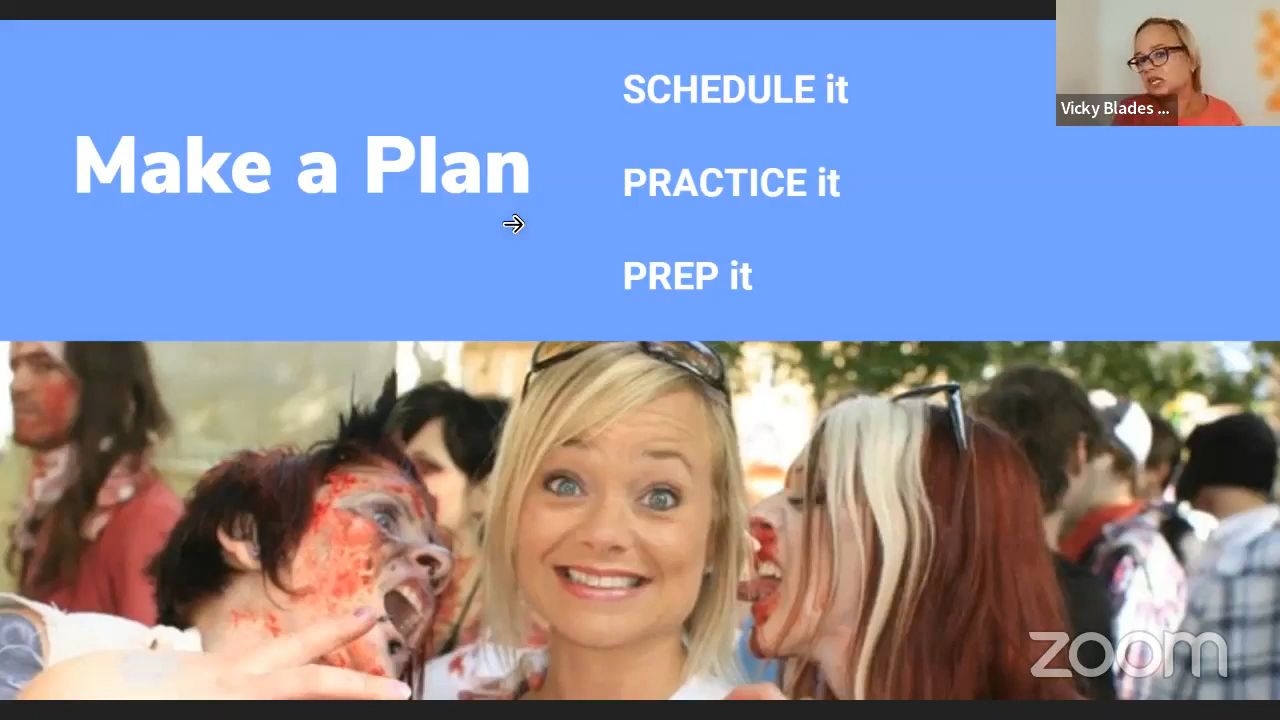 Make a Plan
SCHEDULE it
PRACTICE it
PREP it
Vicky Blades ...
zoom